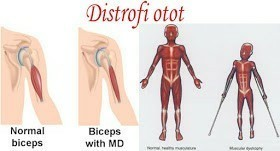 Distrofi otot
Normal
biceps
Biceps
with MD
Normal, healthy musculature
Muscular dystrophy